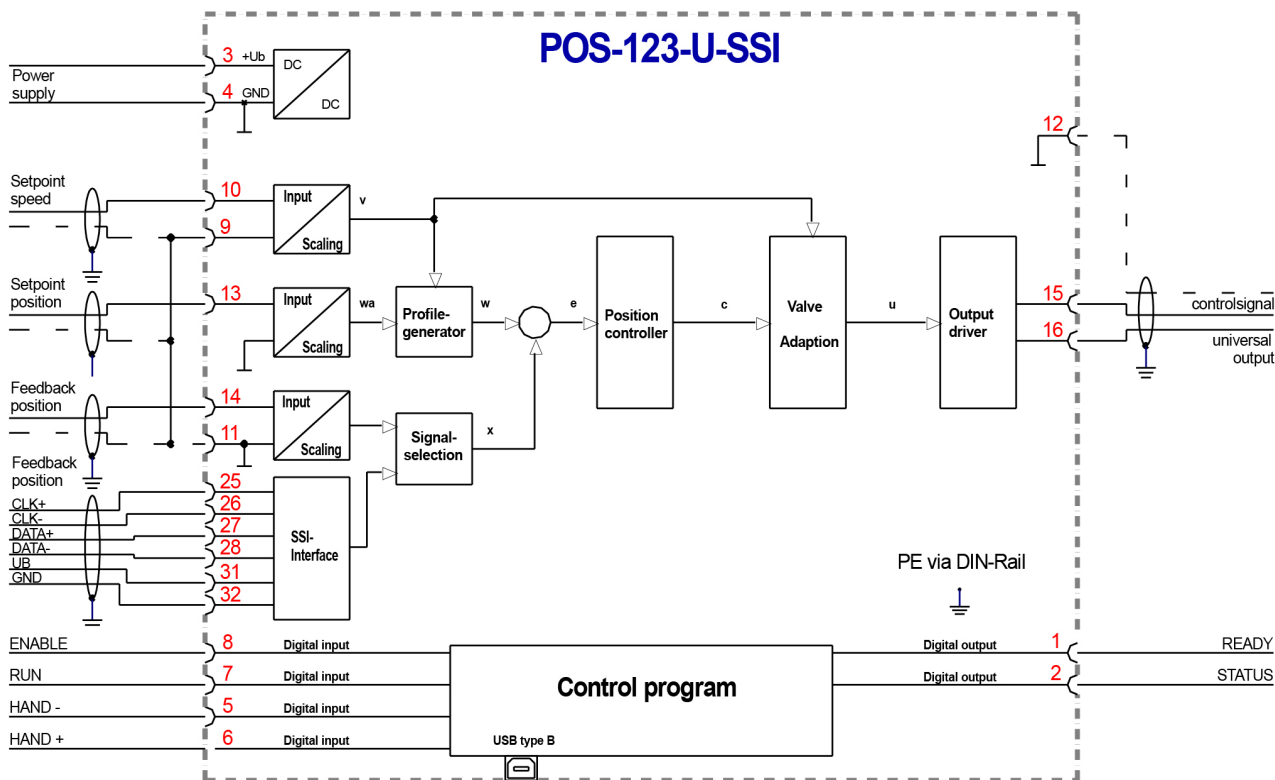 POS-123-U-SSI
Power
supply
3
+Ub
DC
4
GND
DC
12
Setpoint
speed
10
Input
v
9
Scaling
Setpoint
position
13
Input
wa
Scaling
Profile-
generator
w
e
Position
controller
c
Valve
Adaption
u
Output
driver
15
controlsignal
16
universal
output
Feedback
position
14
Input
11
Scaling
Signal-
selection
x
Feedback
position
25
CLK+
26
CLK-
27
DATA+
28
DATA-
31
UB
32
GND
SSI-
Interface
PE via DIN-Rail
ENABLE
8
Digital input
RUN
7
Digital input
HAND -
5
Digital input
HAND +
6
Digital input
Control program
USB type B
Digital output
1
READY
Digital output
2
STATUS